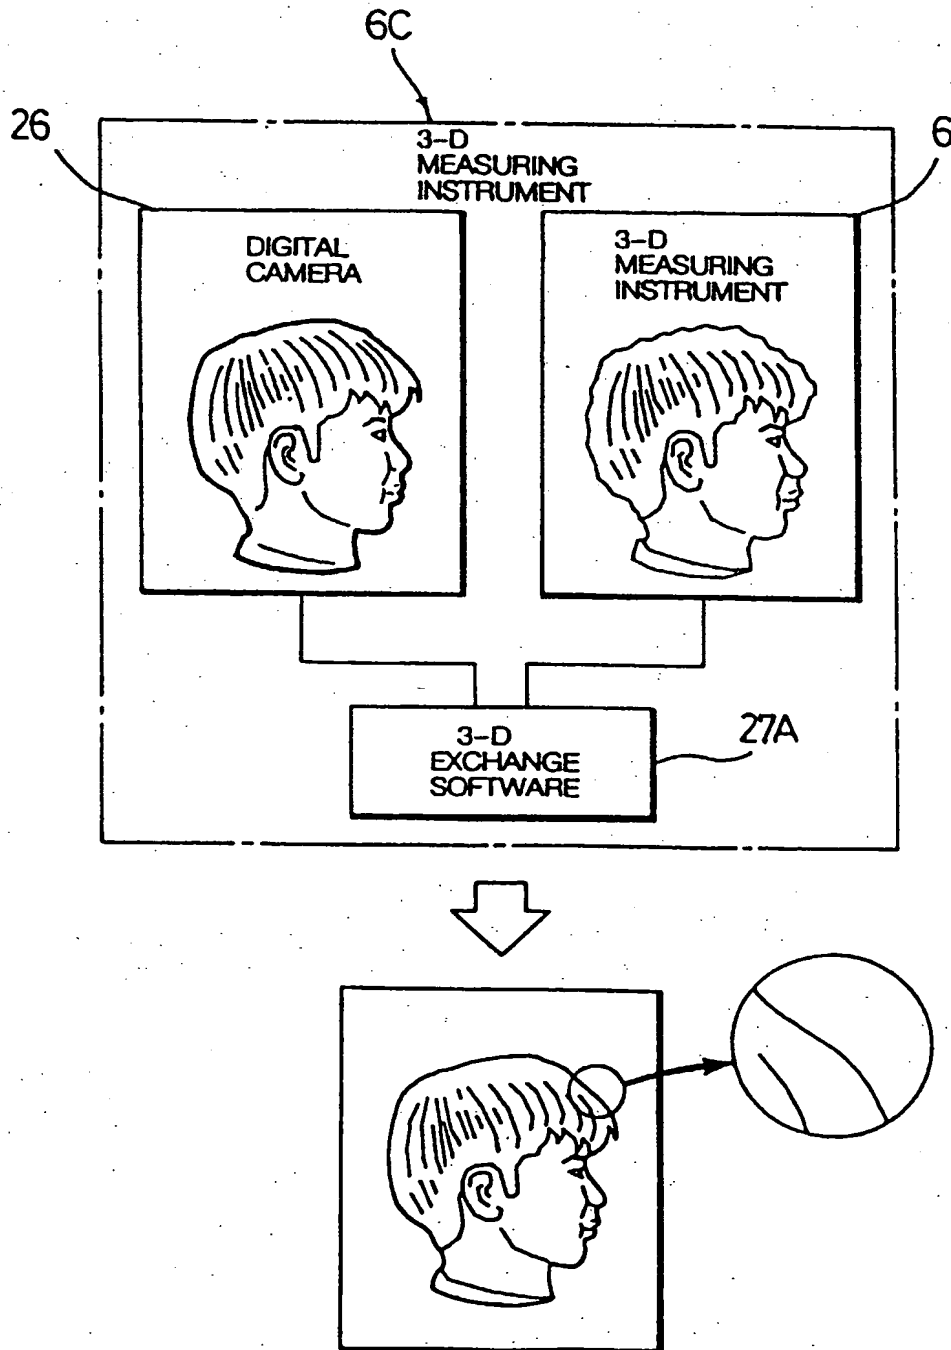 6C
26
6
3-D
MEASURING
INSTRUMENT
DIGITAL
CAMERA
3-D
MEASURING
INSTRUMENT
3-D
EXCHANGE
SOFTWARE
27A